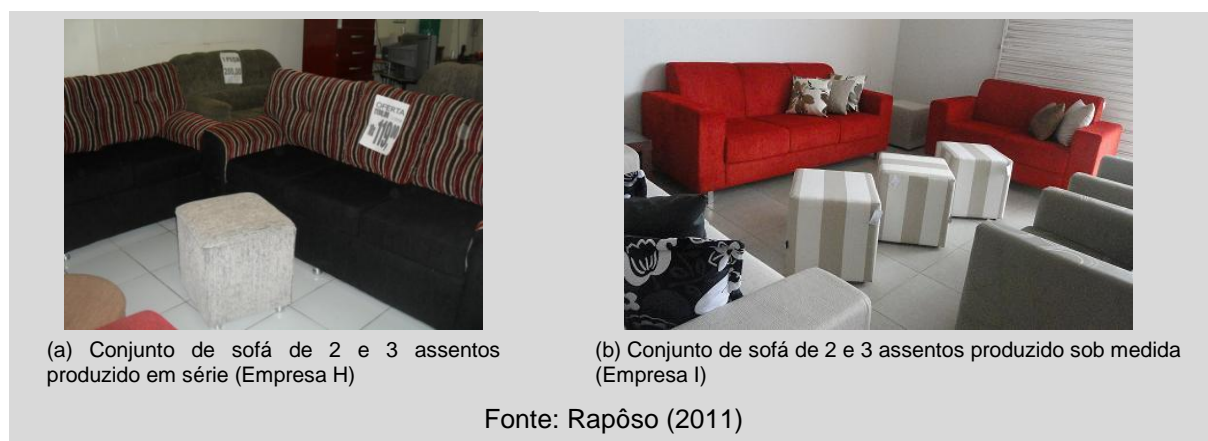 OFERTA
(a) Conjunto de sofá de 2 e 3 assentos
produzido em série (Empresa H)
(b) Conjunto de sofá de 2 e 3 assentos produzido sob medida
(Empresa I)
Fonte: Rapôso (2011)